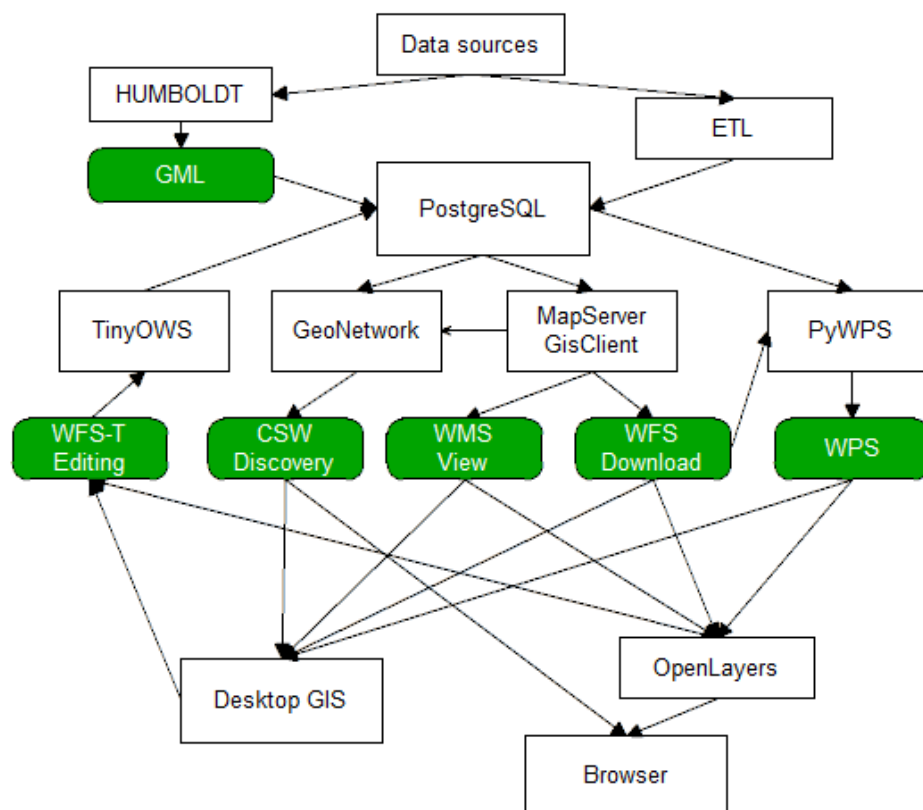 Data sources
HUMBOLDT
ETL
GML
PostgreSQL
TinyOWS
GeoNetwork
MapServer
GisClient
PyWPS
WFS-T
Editing
CSW
Discovery
WMS
View
WFS
Download
WPS
Desktop GIS
OpenLayers
Browser